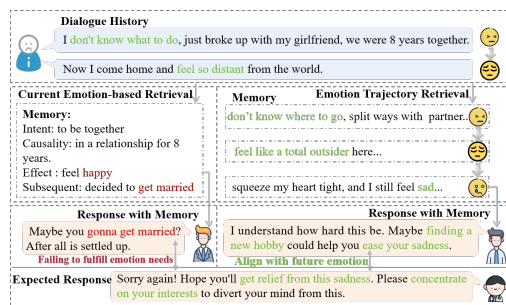 Dialogue History
I don't know what to do, just broke up with my girlfriend, we were 8 years together.
Now I come home and feel so distant from the world.
Current Emotion-based Retrieval
Memory:
Intent: to be together
Causality: in a relationship for 8
years.
Effect : feel happy
Subsequent: decided to get married
Memory
Emotion Trajectory Retrieval
don't know where to go, split ways with partner...
feel like a total outsider here...
squeeze my heart tight, and I still feel sad...
Response with Memory
Maybe you gonna get married?
After all is settled up.
Failing to fulfill emotion needs
Response with Memory
I understand how hard this be. Maybe finding a
new hobby could help you ease your sadness.
Align with future emotion
Expected Response
Sorry again! Hope you'll get relief from this sadness. Please concentrate
on your interests to divert your mind from this.